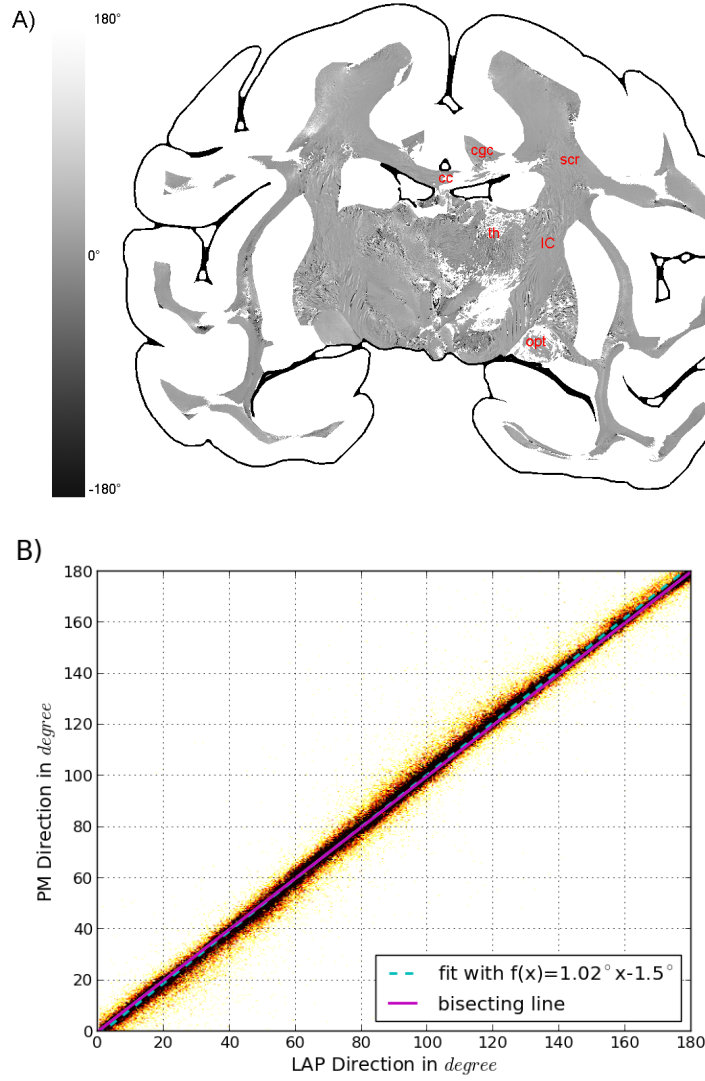 A)
180°
0°
-180°
cgc
cc
scr
th
IC
opt
B)
180
160
140
120
100
80
60
40
20
0
PM Direction in degree
0 20 40 60 80 100 120 140 160 180
LAP Direction in degree
fit with f(x)=1.02° x-1.5°
bisecting line